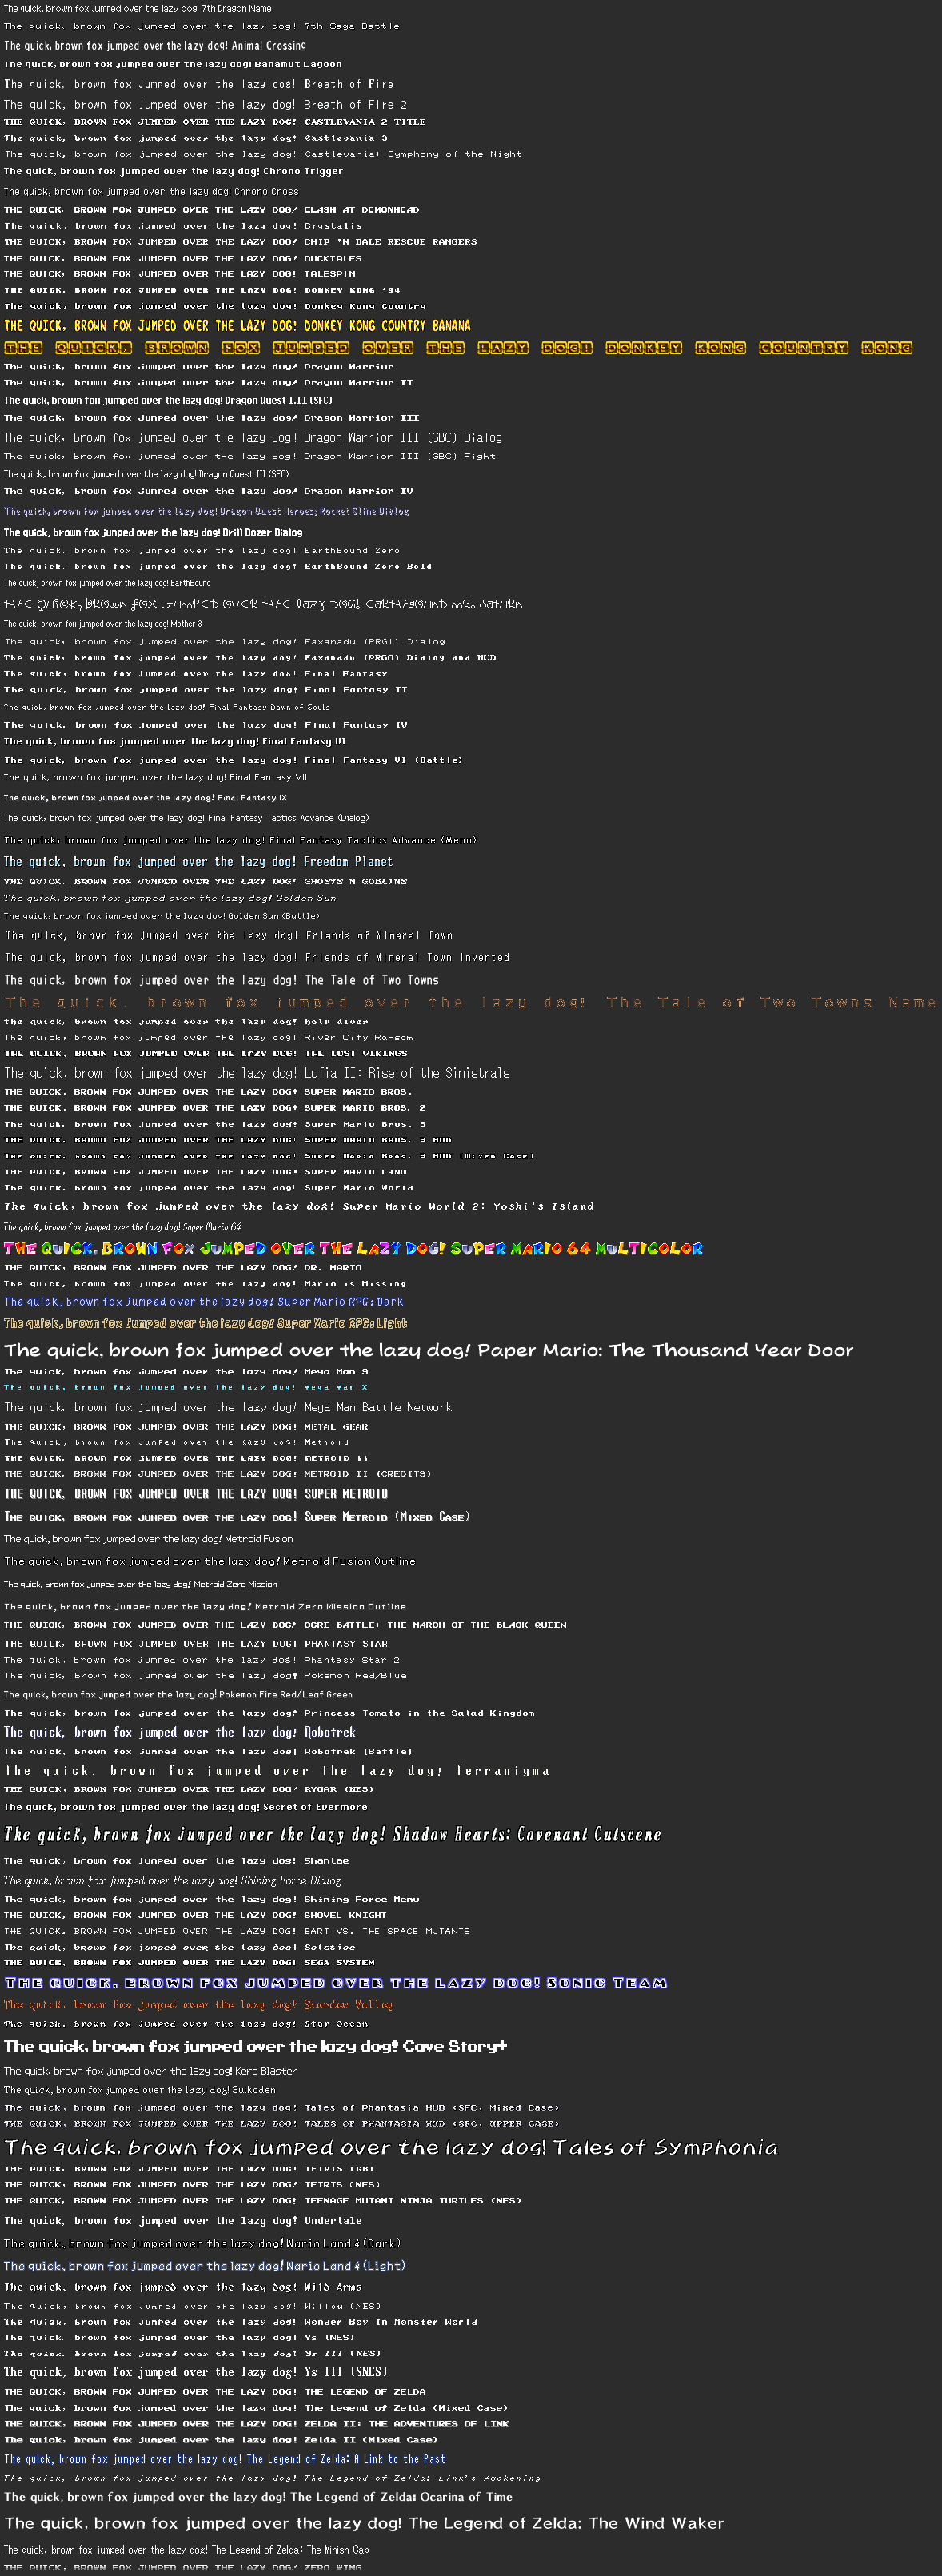 The quick, brown fox jumped over the lazy dog! 7th Dragon Name
The quick, brown fox jumped over the lazy dog! 7th Saga Battle
The quick, brown fox jumped over the lazy dog! Animal Crossing
The quick, brown fox jumped over the lazy dog! Bahamut Lagoon
The quick, brown fox jumped over the lazy dog! Breath of Fire
The quick, brown fox jumped over the lazy dog! Breath of Fire 2
THE QUICK, BROWN FOX JUMPED OVER THE LAZY DOG! CASTLEVANIA 2 TITLE
The quick, brown fox jumped over the lazy dog! Castlevania 3
The quick, brown fox jumped over the lazy dog! Castlevania: Symphony of the Night
The quick, brown fox jumped over the lazy dog! Chrono Trigger
The quick, brown fox jumped over the lazy dog! Chrono Cross
THE QUICK, BROWN FOX JUMPED OVER THE LAZY DOG! CLASH AT DEMONHEAD
The quick, brown fox jumped over the lazy dog! Crystalis
THE QUICK, BROWN FOX JUMPED OVER THE LAZY DOG! CHIP 'N DALE RESCUE RANGERS
THE QUICK, BROWN FOX JUMPED OVER THE LAZY DOG! DUCKTALES
THE QUICK, BROWN FOX JUMPED OVER THE LAZY DOG! TALESPIN
THE QUICK, BROWN FOX JUMPED OVER THE LAZY DOG! DONKEY KONG '94
The quick, brown fox jumped over the lazy dog! Donkey Kong Country
THE QUICK, BROWN FOX JUMPED OVER THE LAZY DOG! DONKEY KONG COUNTRY BANANA
THE QUICK, BROWN FOX JUMPED OVER THE LAZY DOG! DONKEY KONG COUNTRY KONG
The quick, brown fox jumped over the lazy dog! Dragon Warrior
The quick, brown fox jumped over the lazy dog! Dragon Warrior II
The quick, brown fox jumped over the lazy dog! Dragon Quest I.II (SFC)
The quick, brown fox jumped over the lazy dog! Dragon Warrior III
The quick, brown fox jumped over the lazy dog! Dragon Warrior III (GBC) Dialog
The quick, brown fox jumped over the lazy dog! Dragon Warrior III (GBC) Fight
The quick, brown fox jumped over the lazy dog! Dragon Quest III (SFC)
The quick, brown fox jumped over the lazy dog! Dragon Warrior IV
The quick, brown fox jumped over the lazy dog! Dragon Quest Heroes: Rocket Slime Dialog
The quick, brown fox jumped over the lazy dog! Drill Dozer Dialog
The quick, brown fox jumped over the lazy dog! EarthBound Zero
The quick, brown fox jumped over the lazy dog! EarthBound Zero Bold
The quick, brown fox jumped over the lazy dog! EarthBound
tHE QUICK, BROwn FOX JUmPED OVER tHE LAZY DOG! EARtHBOUnD mR. SAtURn
The quick, brown fox jumped over the lazy dog! Mother 3
The quick, brown fox jumped over the lazy dog! Faxanadu (PRG1) Dialog
The quick, brown fox jumped over the lazy dog! Faxanadu (PRG0) Dialog and HUD
The quick, brown fox jumped over the lazy dog! Final Fantasy
The quick, brown fox jumped over the lazy dog! Final Fantasy II
The quick, brown fox jumped over the lazy dog! Final Fantasy Dawn of Souls
The quick, brown fox jumped over the lazy dog! Final Fantasy IV
The quick, brown fox jumped over the lazy dog! Final Fantasy VI
The quick, brown fox jumped over the lazy dog! Final Fantasy VI (Battle)
The quick, brown fox jumped over the lazy dog! Final Fantasy VII
The quick, brown fox jumped over the lazy dog! Final Fantasy IX
The quick, brown fox jumped over the lazy dog! Final Fantasy Tactics Advance (Dialog)
The quick, brown fox jumped over the lazy dog! Final Fantasy Tactics Advance (Menu)
The quick, brown fox jumped over the lazy dog! Freedom Planet
THE QUICK, BROWN FOX JUMPED OVER THE LAZY DOG! GHOSTS N GOBLINS
The quick, brown fox jumped over the lazy dog! Golden Sun
The quick, brown fox jumped over the lazy dog! Golden Sun (Battle)
The quick, brown fox jumped over the lazy dog! Friends of Mineral Town
The quick, brown fox jumped over the lazy dog! Friends of Mineral Town Inverted
The quick, brown fox jumped over the lazy dog! The Tale of Two Towns
The quick, brown fox jumped over the lazy dog! The Tale of Two Towns Name
the quick, brown fox jumped over the lazy dog! holy diver
The quick, brown fox jumped over the lazy dog! River City Ransom
THE QUICK, BROWN FOX JUMPED OVER THE LAZY DOG! THE LOST VIKINGS
The quick, brown fox jumped over the lazy dog! Lufia II: Rise of the Sinistrals
THE QUICK, BROWN FOX JUMPED OVER THE LAZY DOG! SUPER MARIO BROS.
THE QUICK, BROWN FOX JUMPED OVER THE LAZY DOG! SUPER MARIO BROS. 2
The quick, brown fox jumped over the lazy dog! Super Mario Bros. 3
THE QUICK, BROWN FOX JUMPED OVER THE LAZY DOG! SUPER MARIO BROS. 3 HUD
The quick, brown fox jumped over the lazy dog! Super Mario Bros. 3 HUD (Mixed Case)
THE QUICK, BROWN FOX JUMPED OVER THE LAZY DOG! SUPER MARIO LAND
The quick, brown fox jumped over the lazy dog! Super Mario World
The quick, brown fox jumped over the lazy dog! Super Mario World 2: Yoshi's Island
The quick, brown fox jumped over the lazy dog! Super Mario 64
THE QUICK, BROWN FOX JUMPED OVER THE LAZY DOG! SUPER MARIO 64 MULTICOLOR
THE QUICK, BROWN FOX JUMPED OVER THE LAZY DOG! DR. MARIO
The quick, brown fox jumped over the lazy dog! Mario is Missing
The quick, brown fox jumped over the lazy dog! Super Mario RPG: Dark
The quick, brown fox jumped over the lazy dog! Super Mario RPG: Light
The quick, brown fox jumped over the lazy dog! Paper Mario: The Thousand Year Door
The quick, brown fox jumped over the lazy dog! Mega Man 9
The quick, brown fox jumped over the lazy dog! Mega Man X
The quick, brown fox jumped over the lazy dog! Mega Man Battle Network
THE QUICK, BROWN FOX JUMPED OVER THE LAZY DOG! METAL GEAR
The quick, brown fox jumped over the lazy dog! Metroid
THE QUICK, BROWN FOX JUMPED OVER THE LAZY DOG! METROID II
THE QUICK, BROWN FOX JUMPED OVER THE LAZY DOG! METROID II (CREDITS)
THE QUICK, BROWN FOX JUMPED OVER THE LAZY DOG! SUPER METROID
The quick, brown fox jumped over the lazy dog! Super Metroid (Mixed Case)
The quick, brown fox jumped over the lazy dog! Metroid Fusion
The quick, brown fox jumped over the lazy dog! Metroid Fusion Outline
The quick, brown fox jumped over the lazy dog! Metroid Zero Mission
The quick, brown fox jumped over the lazy dog! Metroid Zero Mission Outline
THE QUICK, BROWN FOX JUMPED OVER THE LAZY DOG! OGRE BATTLE: THE MARCH OF THE BLACK QUEEN
THE QUICK, BROWN FOX JUMPED OVER THE LAZY DOG! PHANTASY STAR
The quick, brown fox jumped over the lazy dog! Phantasy Star 2
The quick, brown fox jumped over the lazy dog! Pokemon Red/Blue
The quick, brown fox jumped over the lazy dog! Pokemon Fire Red/Leaf Green
The quick, brown fox jumped over the lazy dog! Princess Tomato in the Salad Kingdom
The quick, brown fox jumped over the lazy dog! Robotrek
The quick, brown fox jumped over the lazy dog! Robotrek (Battle)
The quick, brown fox jumped over the lazy dog! Terranigma
THE QUICK, BROWN FOX JUMPED OVER THE LAZY DOG! RYGAR (NES)
The quick, brown fox jumped over the lazy dog! Secret of Evermore
The quick, brown fox jumped over the lazy dog! Shadow Hearts: Covenant Cutscene
The quick, brown fox jumped over the lazy dog! Shantae
The quick, brown fox jumped over the lazy dog! Shining Force Dialog
The quick, brown fox jumped over the lazy dog! Shining Force Menu
THE QUICK, BROWN FOX JUMPED OVER THE LAZY DOG! SHOVEL KNIGHT
THE QUICK, BROWN FOX JUMPED OVER THE LAZY DOG! BART VS. THE SPACE MUTANTS
The quick, brown fox jumped over the lazy dog! Solstice
THE QUICK, BROWN FOX JUMPED OVER THE LAZY DOG! SEGA SYSTEM
THE QUICK, BROWN FOX JUMPED OVER THE LAZY DOG! SONIC TEAM
The quick, brown fox jumped over the lazy dog! Stardew Valley
The quick, brown fox jumped over the lazy dog! Star Ocean
The quick, brown fox jumped over the lazy dog! Cave Story+
The quick, brown fox jumped over the lazy dog! Kero Blaster
The quick, brown fox jumped over the lazy dog! Suikoden
The quick, brown fox jumped over the lazy dog! Tales of Phantasia HUD (SFC, Mixed Case)
THE QUICK, BROWN FOX JUMPED OVER THE LAZY DOG! TALES OF PHANTASIA HUD (SFC, UPPER CASE)
The quick, brown fox jumped over the lazy dog! Tales of Symphonia
THE QUICK, BROWN FOX JUMPED OVER THE LAZY DOG! TETRIS (GB)
THE QUICK, BROWN FOX JUMPED OVER THE LAZY DOG! TETRIS (NES)
THE QUICK, BROWN FOX JUMPED OVER THE LAZY DOG! TEENAGE MUTANT NINJA TURTLES (NES)
The quick, brown fox jumped over the lazy dog! Undertale
The quick, brown fox jumped over the lazy dog! Wario Land 4 (Dark)
The quick, brown fox jumped over the lazy dog! Wario Land 4 (Light)
The quick, brown fox jumped over the lazy dog! Wild Arms
The quick, brown fox jumped over the lazy dog! Willow (NES)
The quick, brown fox jumped over the lazy dog! Wonder Boy In Monster World
The quick, brown fox jumped over the lazy dog! Ys (NES)
The quick, brown fox jumped over the lazy dog! Ys III (NES)
The quick, brown fox jumped over the lazy dog! Ys III (SNES)
THE QUICK, BROWN FOX JUMPED OVER THE LAZY DOG! THE LEGEND OF ZELDA
The quick, brown fox jumped over the lazy dog! The Legend of Zelda (Mixed Case)
THE QUICK, BROWN FOX JUMPED OVER THE LAZY DOG! ZELDA II: THE ADVENTURES OF LINK
The quick, brown fox jumped over the lazy dog! Zelda II (Mixed Case)
The quick, brown fox jumped over the lazy dog! The Legend of Zelda: A Link to the Past
The quick, brown fox jumped over the lazy dog! The Legend of Zelda: Link's Awakening
The quick, brown fox jumped over the lazy dog! The Legend of Zelda: Ocarina of Time
The quick, brown fox jumped over the lazy dog! The Legend of Zelda: The Wind Waker
The quick, brown fox jumped over the lazy dog! The Legend of Zelda: The Minish Cap
THE QUICK, BROWN FOX JUMPED OVER THE LAZY DOG! ZERO WING